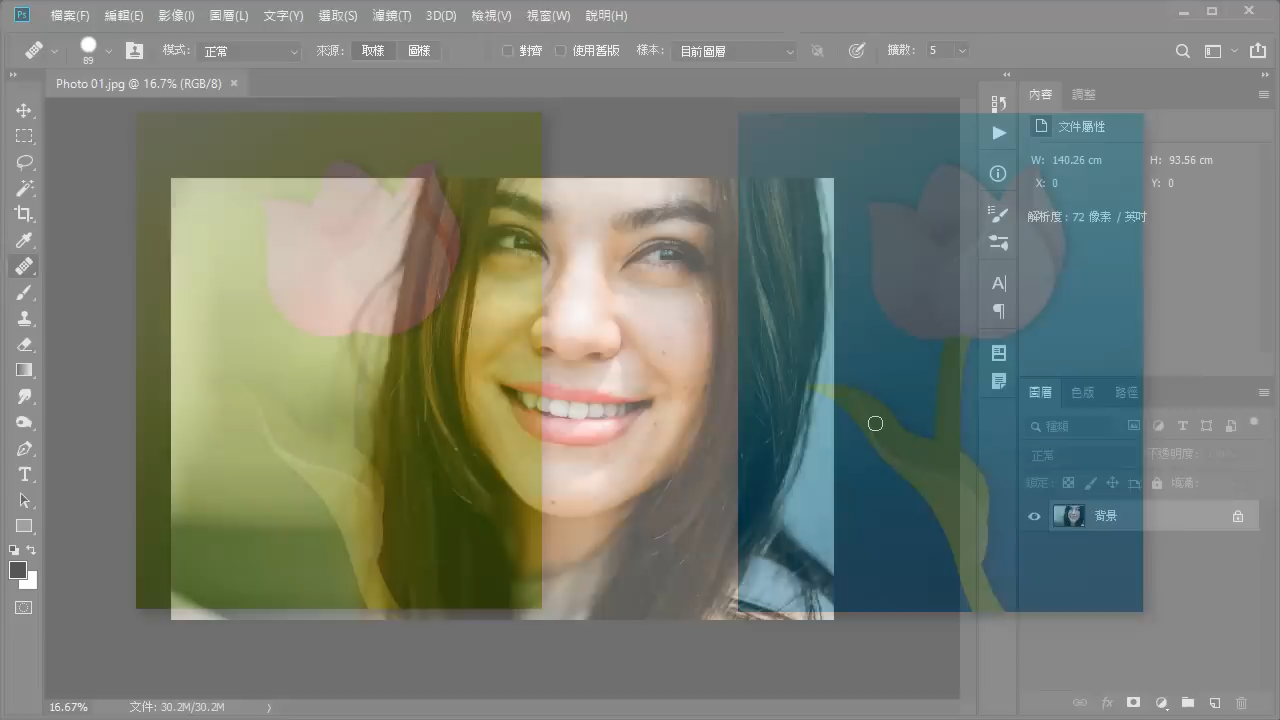 Ps 檔案(F) 編輯(E) 影像(I) 圖層(L) 文字(Y) 選取(S) 濾鏡(T) 3D(D) 檢視(V) 視窗(W) 說明(H)
89 模式: 正常 來源: 取樣 圖樣 對齊 使用舊版 樣本: 目前圖層 擴散: 5
Photo 01.jpg @ 16.7% (RGB/8)
內容 調整
文件屬性
W: 140.26 cm H: 93.56 cm
X: 0 Y: 0
解析度 : 72 像素 / 英吋
圖層 色版 路徑
種類
正常 不透明度: 100%
鎖定: 填滿:
背景
16.67% 文件: 30.2M/30.2M